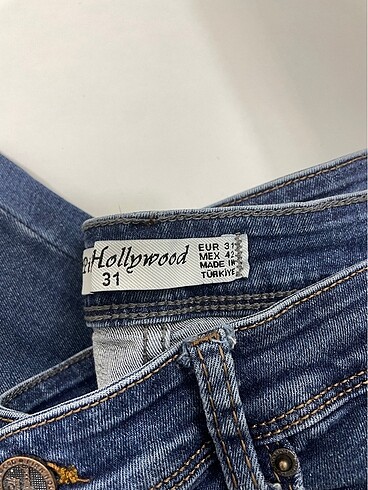 Hollywood
31
EUR 31
MEX 42
MADE IN
TÜRKİYE